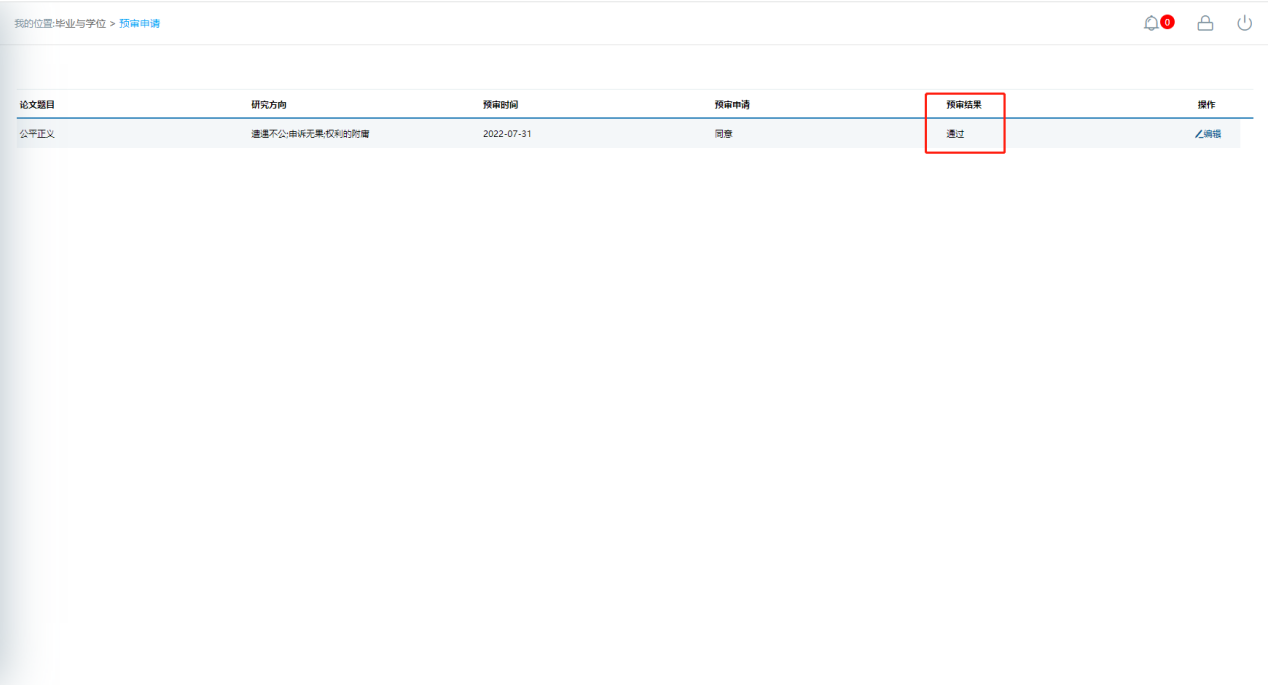 我的位置:毕业与学位 > 预审申请
0
论文题目 研究方向 预审时间 预审申请 预审结果 操作
公平正义 遭遇不公;申诉无果;权利的附庸 2022-07-31 同意 通过 编辑